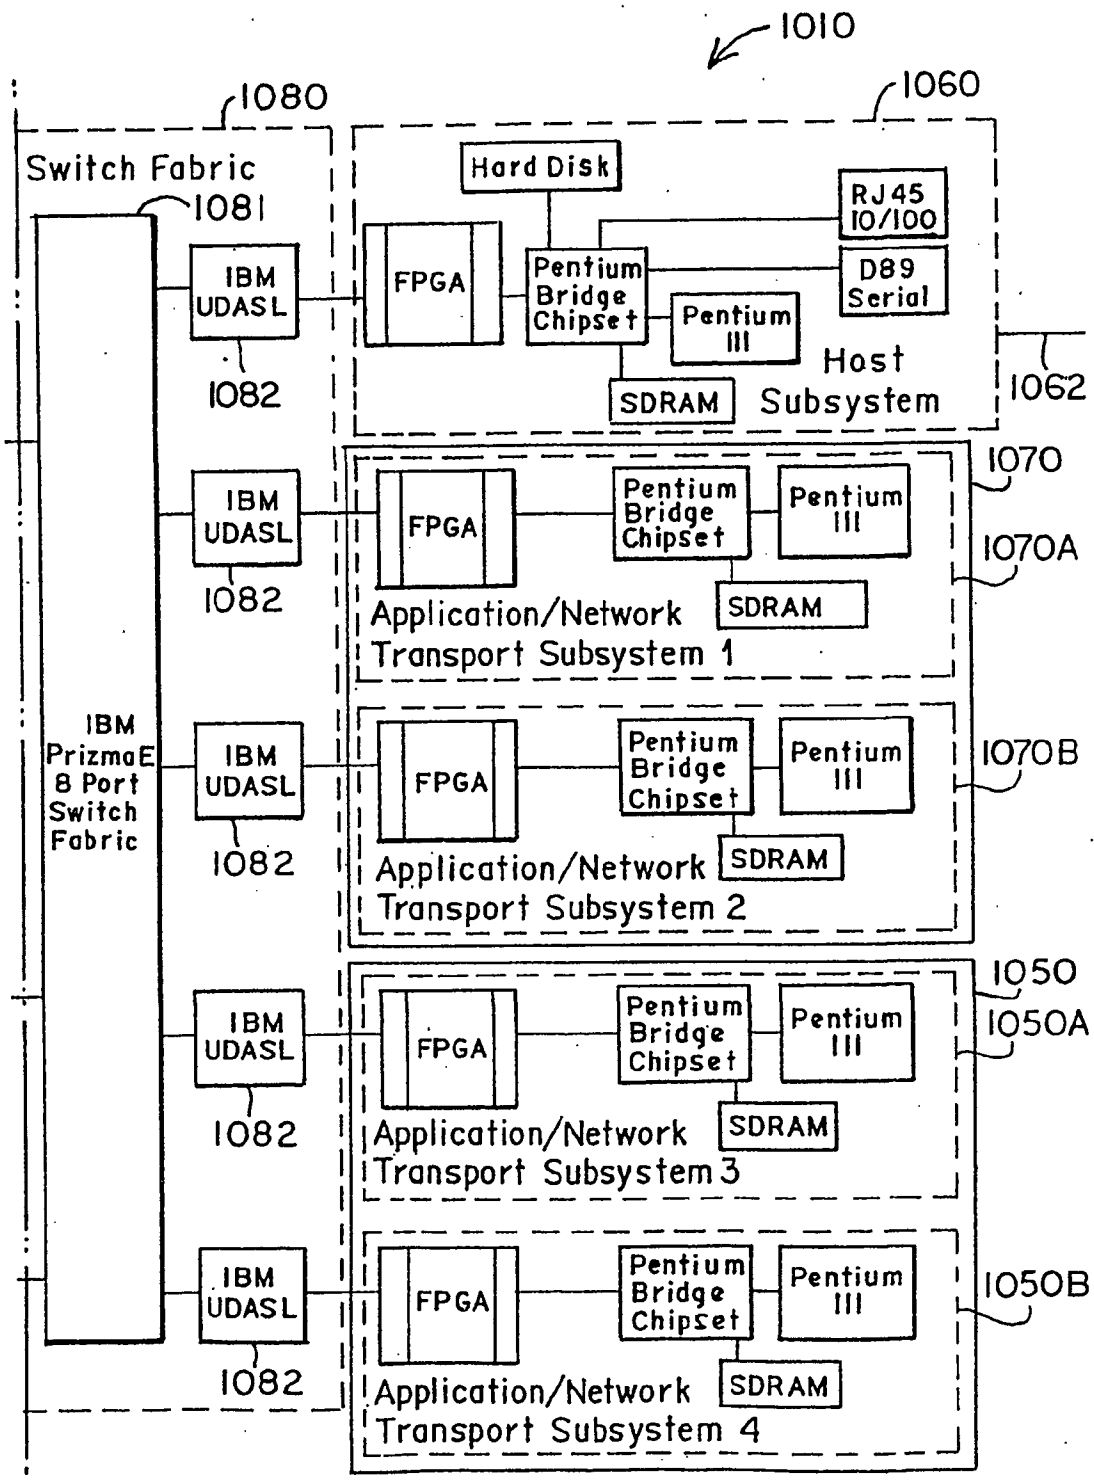 1010
1080
1060
Switch Fabric
1081
Hard Disk
RJ45
10/100
IBM
UDASL
FPGA
Pentium
Bridge
Chipset
D89
Serial
Pentium
III
1082
SDRAM
Host
Subsystem
1062
1070
IBM
UDASL
FPGA
Pentium
Bridge
Chipset
Pentium
III
1070A
1082
SDRAM
Application/Network
Transport Subsystem 1
IBM
PrizmaE
8 Port
Switch
Fabric
IBM
UDASL
FPGA
Pentium
Bridge
Chipset
Pentium
III
1070B
1082
SDRAM
Application/Network
Transport Subsystem 2
1050
IBM
UDASL
FPGA
Pentium
Bridge
Chipset
Pentium
III
1050A
1082
SDRAM
Application/Network
Transport Subsystem 3
IBM
UDASL
FPGA
Pentium
Bridge
Chipset
Pentium
III
1050B
1082
SDRAM
Application/Network
Transport Subsystem 4